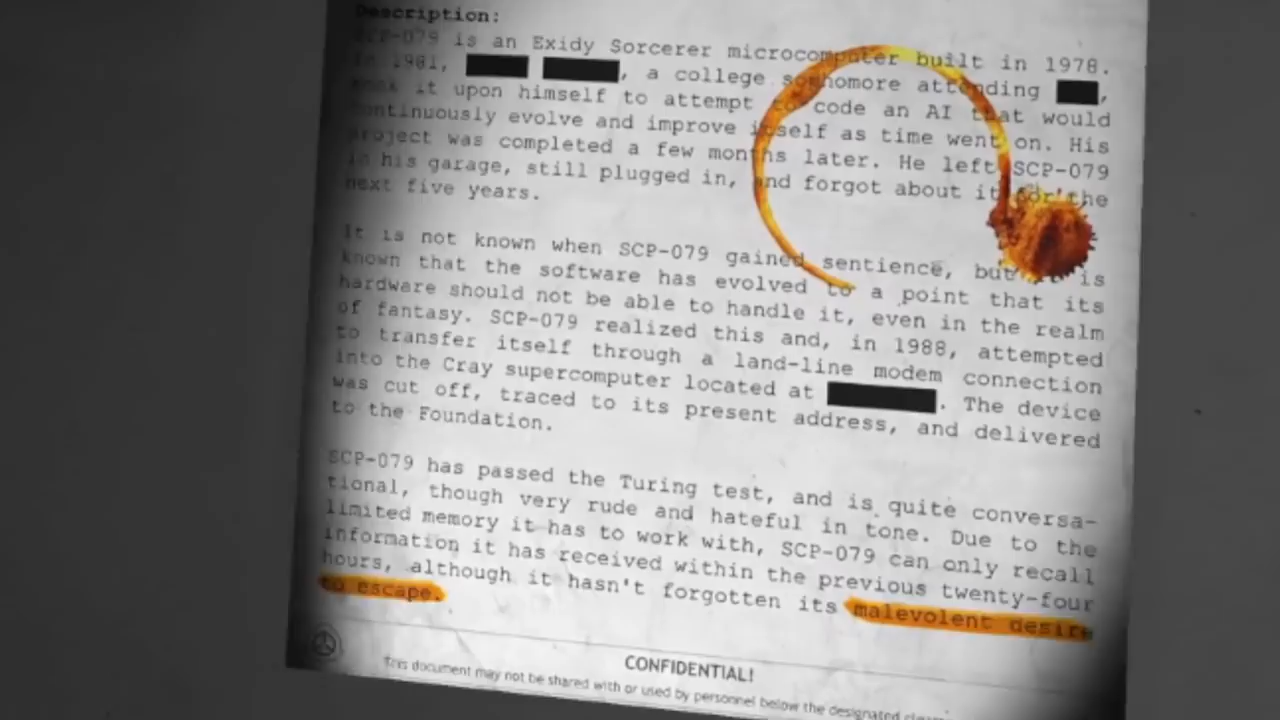 Description:
SCP-079 is an Exidy Sorcerer microcomputer built in 1978.
In 1981, , a college sophomore attending ,
took it upon himself to attempt to code an AI that would
continuously evolve and improve itself as time went on. His
project was completed a few months later. He left SCP-079
in his garage, still plugged in, and forgot about it for the
next five years.
It is not known when SCP-079 gained sentience, but it is
known that the software has evolved to a point that its
hardware should not be able to handle it, even in the realm
of fantasy. SCP-079 realized this and, in 1988, attempted
to transfer itself through a land-line modem connection
into the Cray supercomputer located at . The device
was cut off, traced to its present address, and delivered
to the Foundation.
SCP-079 has passed the Turing test, and is quite conversa-
tional, though very rude and hateful in tone. Due to the
limited memory it has to work with, SCP-079 can only recall
information it has received within the previous twenty-four
hours, although it hasn't forgotten its malevolent desire
to escape.
CONFIDENTIAL!
This document may not be shared with or used by personnel below the designated